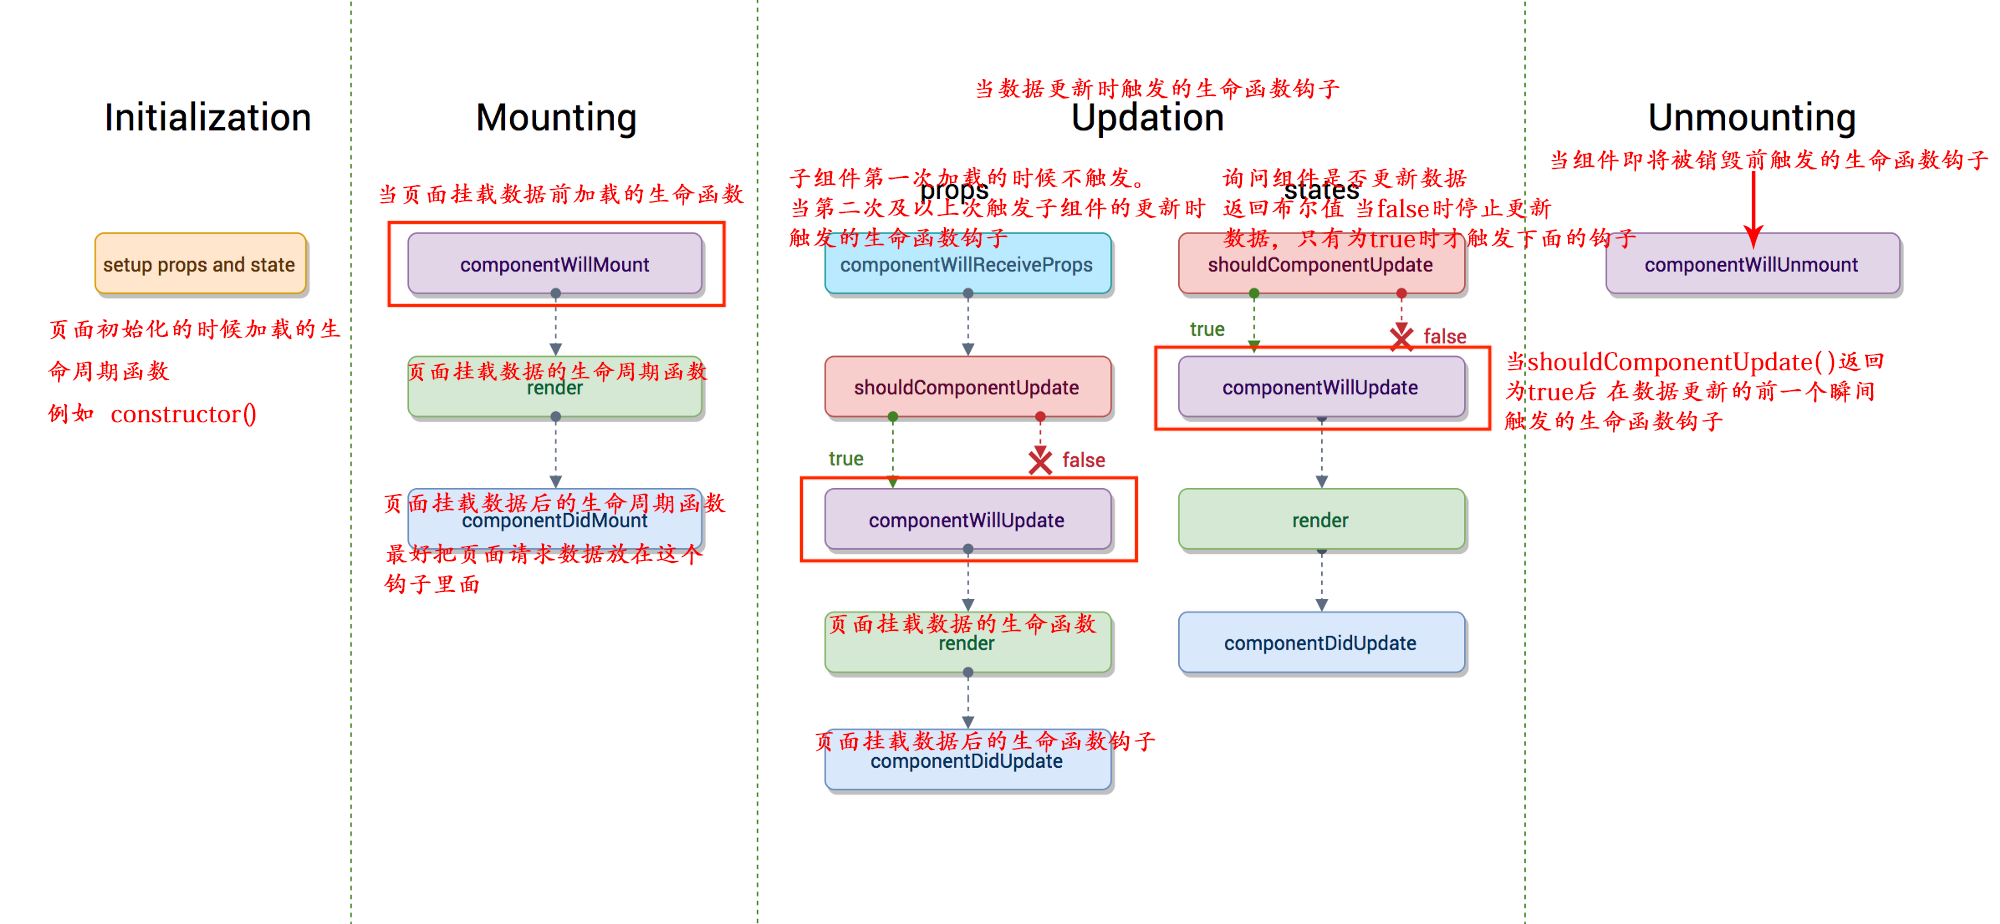 Initialization
setup props and state
页面初始化的时候加载的生
命周期函数
例如 constructor()
Mounting
当页面挂载数据前加载的生命函数
componentWillMount
页面挂载数据的生命周期函数
render
页面挂载数据后的生命周期函数
componentDidMount
最好把页面请求数据放在这个
钩子里面
当数据更新时触发的生命函数钩子
Updation
子组件第一次加载的时候不触发。
props
当第二次及以上次触发子组件的更新时
触发的生命函数钩子
componentWillReceiveProps
shouldComponentUpdate
true
false
componentWillUpdate
页面挂载数据的生命函数
render
页面挂载数据后的生命函数钩子
componentDidUpdate
询问组件是否更新数据
states
返回布尔值 当false时停止更新
数据，只有为true时才触发下面的钩子
shouldComponentUpdate
true
false
componentWillUpdate
render
componentDidUpdate
Unmounting
当组件即将被销毁前触发的生命函数钩子
componentWillUnmount
当shouldComponentUpdate()返回
为true后 在数据更新的前一个瞬间
触发的生命函数钩子